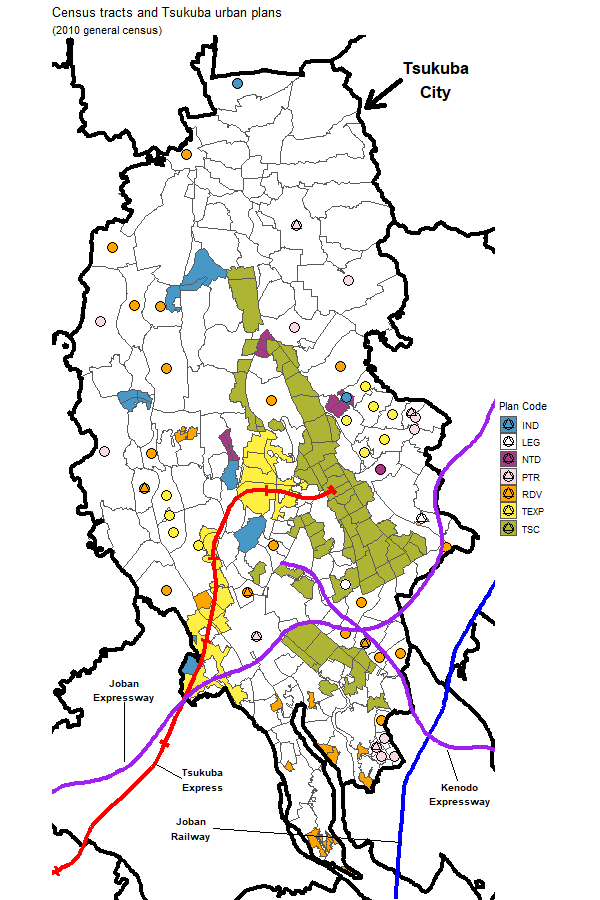 Census tracts and Tsukuba urban plans
(2010 general census)
Tsukuba
City
Plan Code
IND
LEG
NTD
PTR
RDV
TEXP
TSC
Joban
Expressway
Tsukuba
Express
Kenodo
Expressway
Joban
Railway